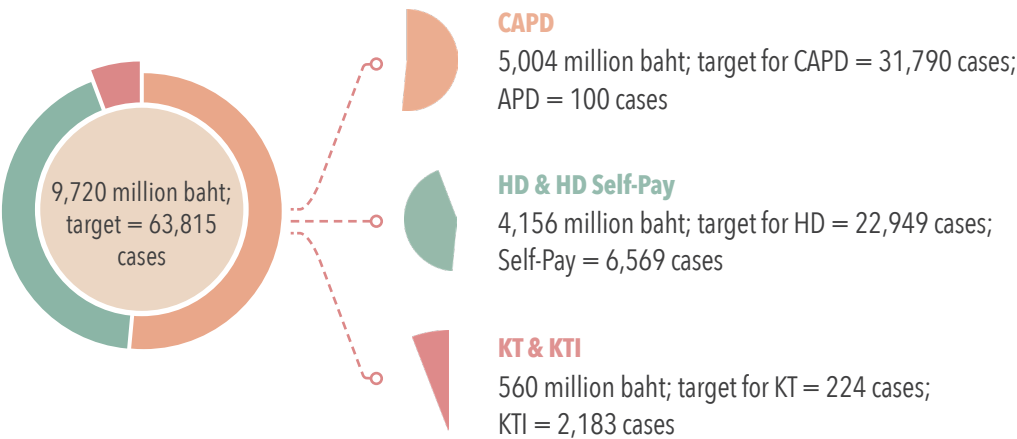 9,720 million baht;
target = 63,815
cases
CAPD
5,004 million baht; target for CAPD = 31,790 cases;
APD = 100 cases
HD & HD Self-Pay
4,156 million baht; target for HD = 22,949 cases;
Self-Pay = 6,569 cases
KT & KTI
560 million baht; target for KT = 224 cases;
KTI = 2,183 cases